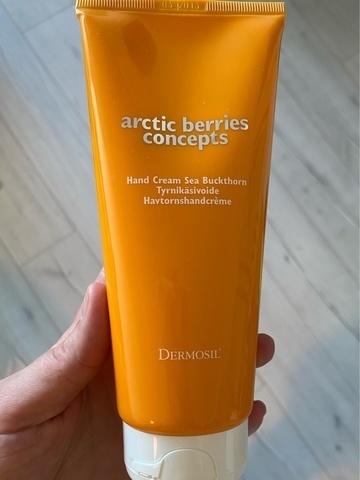 arctic berries
concepts
Hand Cream Sea Buckthorn
Tyrnikäsivoide
Havtornshandcrème
DERMOSIL